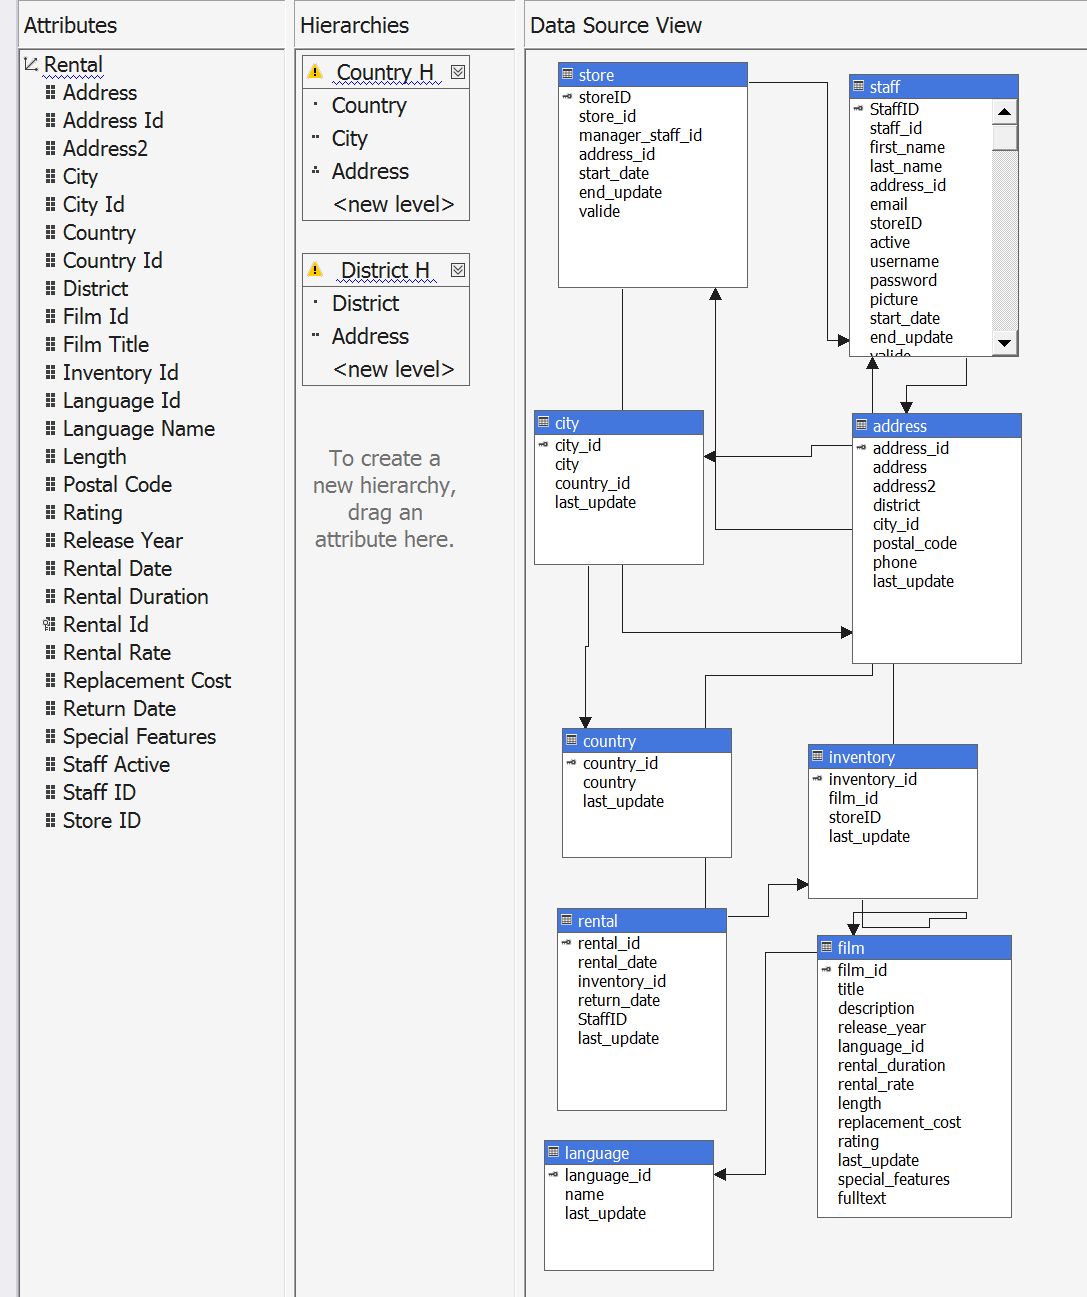 Attributes
Rental
Address
Address Id
Address2
City
City Id
Country
Country Id
District
Film Id
Film Title
Inventory Id
Language Id
Language Name
Length
Postal Code
Rating
Release Year
Rental Date
Rental Duration
Rental Id
Rental Rate
Replacement Cost
Return Date
Special Features
Staff Active
Staff ID
Store ID
Hierarchies
Country H
Country
City
Address
<new level>
District H
District
Address
<new level>
To create a
new hierarchy,
drag an
attribute here.
Data Source View
store
storeID
store_id
manager_staff_id
address_id
start_date
end_update
valide
staff
StaffID
staff_id
first_name
last_name
address_id
email
storeID
active
username
password
picture
start_date
end_update
valide
city
city_id
city
country_id
last_update
address
address_id
address
address2
district
city_id
postal_code
phone
last_update
country
country_id
country
last_update
inventory
inventory_id
film_id
storeID
last_update
rental
rental_id
rental_date
inventory_id
return_date
StaffID
last_update
film
film_id
title
description
release_year
language_id
rental_duration
rental_rate
length
replacement_cost
rating
last_update
special_features
fulltext
language
language_id
name
last_update